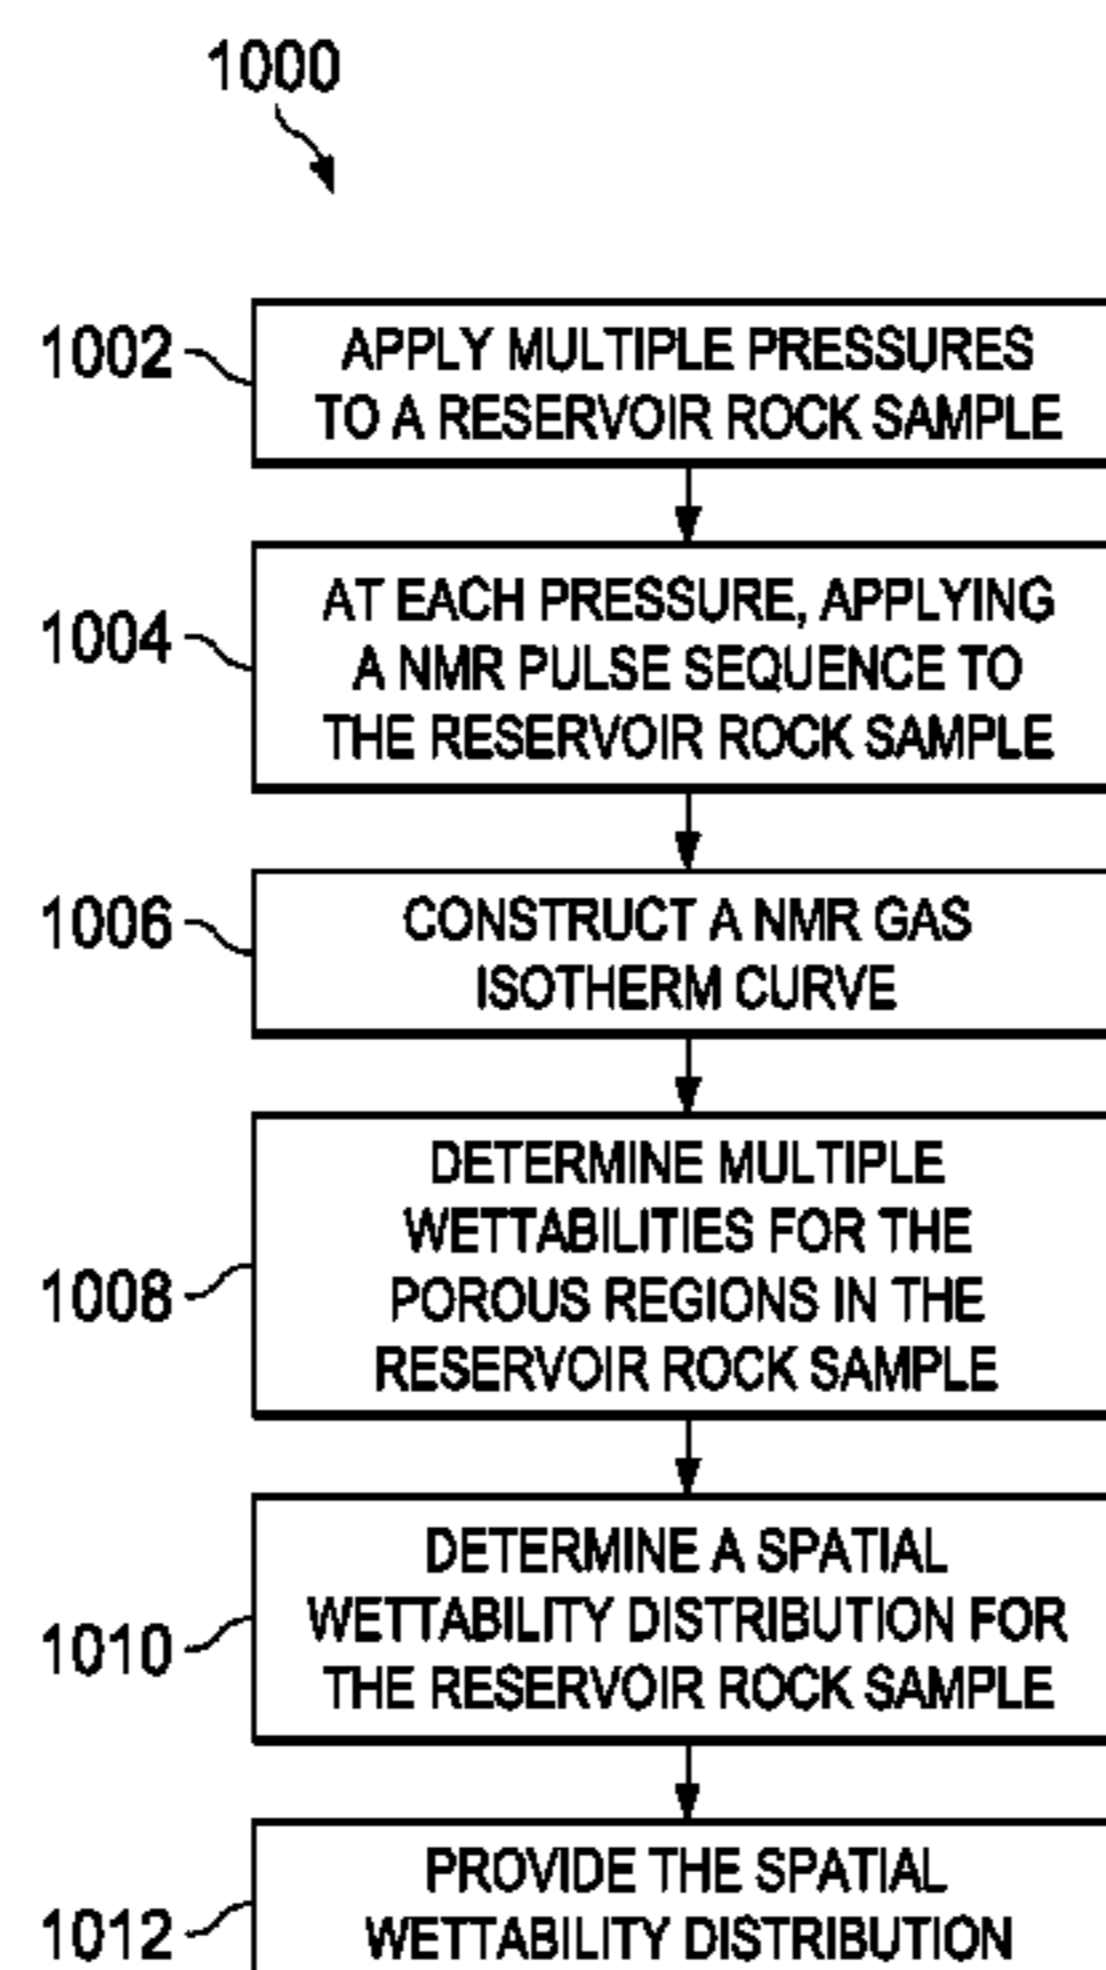 1000
1002
APPLY MULTIPLE PRESSURES
TO A RESERVOIR ROCK SAMPLE
1004
AT EACH PRESSURE, APPLYING
A NMR PULSE SEQUENCE TO
THE RESERVOIR ROCK SAMPLE
1006
CONSTRUCT A NMR GAS
ISOTHERM CURVE
1008
DETERMINE MULTIPLE
WETTABILITIES FOR THE
POROUS REGIONS IN THE
RESERVOIR ROCK SAMPLE
1010
DETERMINE A SPATIAL
WETTABILITY DISTRIBUTION FOR
THE RESERVOIR ROCK SAMPLE
1012
PROVIDE THE SPATIAL
WETTABILITY DISTRIBUTION